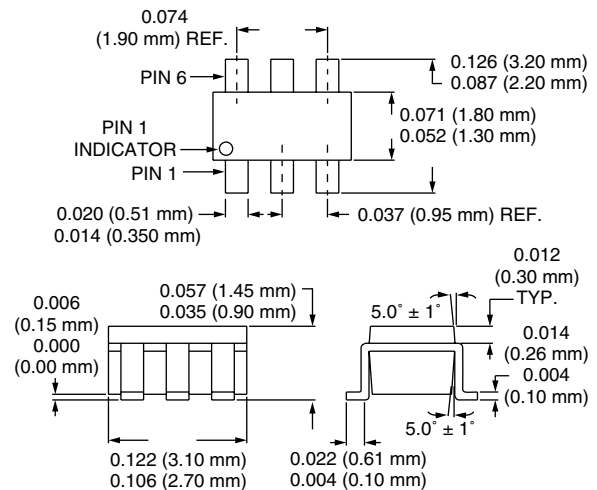 0.074
(1.90 mm) REF.
0.126 (3.20 mm)
0.087 (2.20 mm)
PIN 6
0.071 (1.80 mm)
0.052 (1.30 mm)
PIN 1
INDICATOR
PIN 1
0.020 (0.51 mm)
0.014 (0.350 mm)
0.037 (0.95 mm) REF.
0.012
(0.30 mm)
TYP.
0.006
(0.15 mm)
0.000
(0.00 mm)
0.057 (1.45 mm)
0.035 (0.90 mm)
5.0° ± 1°
0.014
(0.26 mm)
0.004
(0.10 mm)
5.0° ± 1°
0.122 (3.10 mm)
0.106 (2.70 mm)
0.022 (0.61 mm)
0.004 (0.10 mm)